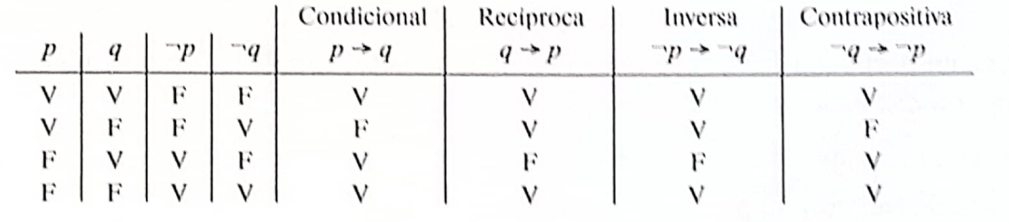 Condicional Recíproca Inversa Contrapositiva
p q ¬p ¬q p → q q → p ¬p → ¬q ¬q → ¬p
V V F F V V V V
V F F V F V V F
F V V F V F F V
F F V V V V V V